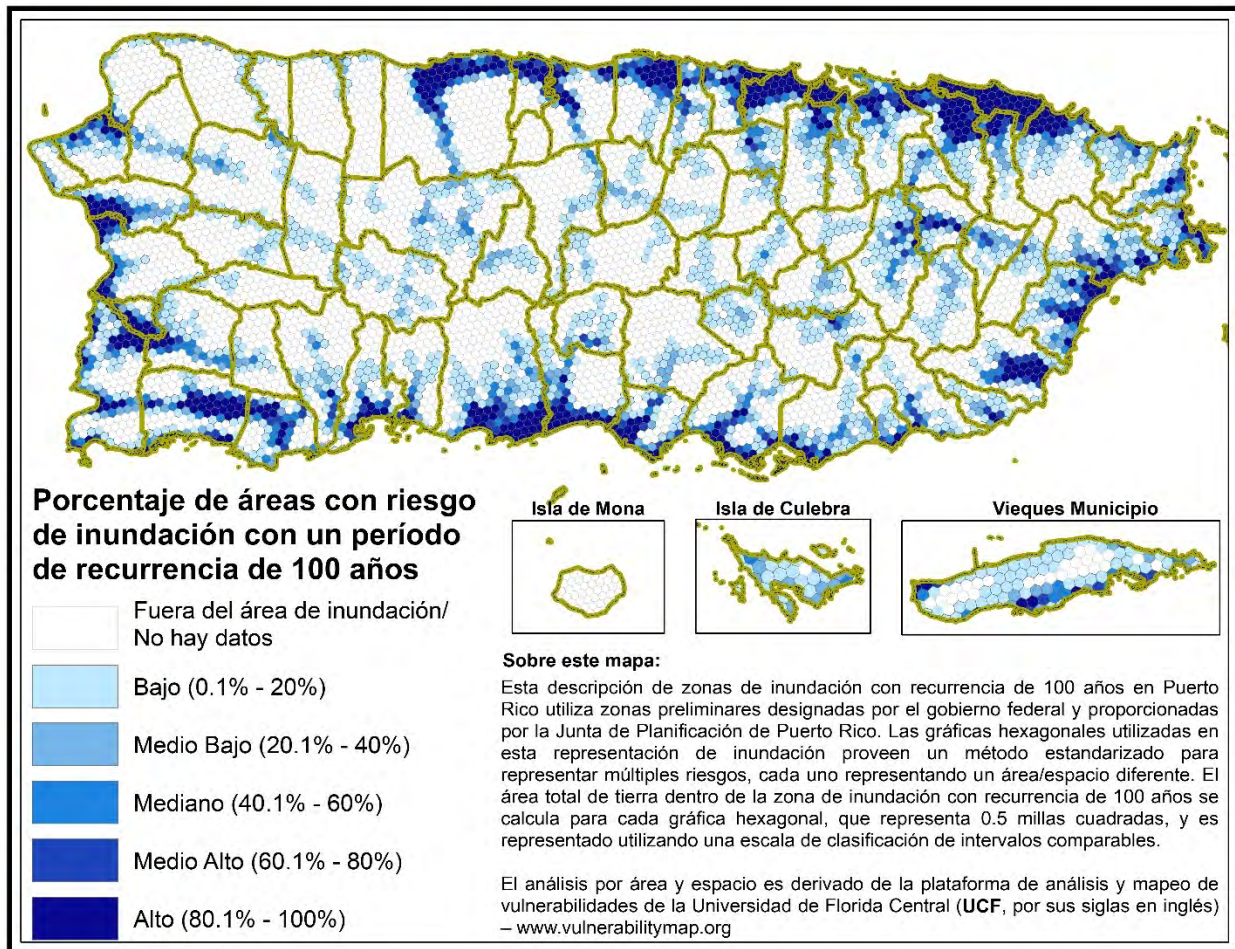 Porcentaje de áreas con riesgo
de inundación con un período
de recurrencia de 100 años
Fuera del área de inundación/
No hay datos
Bajo (0.1% - 20%)
Medio Bajo (20.1% - 40%)
Mediano (40.1% - 60%)
Medio Alto (60.1% - 80%)
Alto (80.1% - 100%)
Isla de Mona
Isla de Culebra
Vieques Municipio
Sobre este mapa:
Esta descripción de zonas de inundación con recurrencia de 100 años en Puerto
Rico utiliza zonas preliminares designadas por el gobierno federal y proporcionadas
por la Junta de Planificación de Puerto Rico. Las gráficas hexagonales utilizadas en
esta representación de inundación proveen un método estandarizado para
representar múltiples riesgos, cada uno representando un área/espacio diferente. El
área total de tierra dentro de la zona de inundación con recurrencia de 100 años se
calcula para cada gráfica hexagonal, que representa 0.5 millas cuadradas, y es
representado utilizando una escala de clasificación de intervalos comparables.
El análisis por área y espacio es derivado de la plataforma de análisis y mapeo de
vulnerabilidades de la Universidad de Florida Central (UCF, por sus siglas en inglés)
– www.vulnerabilitymap.org